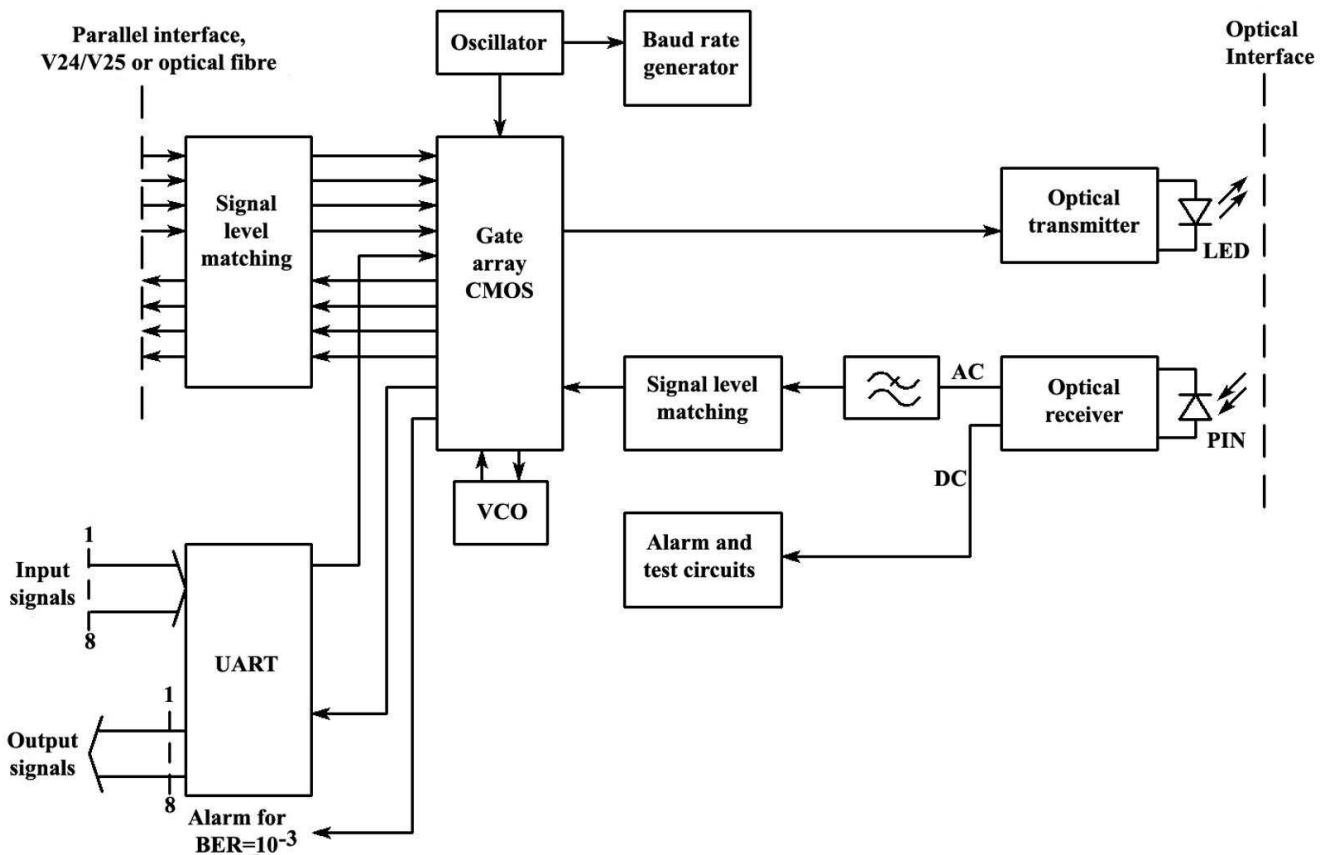 Parallel interface,
V24/V25 or optical fibre
Oscillator
Baud rate
generator
Optical
Interface
Signal
level
matching
Gate
array
CMOS
Optical
transmitter
LED
Signal level
matching
AC
Optical
receiver
PIN
DC
VCO
Alarm and
test circuits
1
Input
signals
8
UART
1
Output
signals
8
Alarm for
BER=10-3